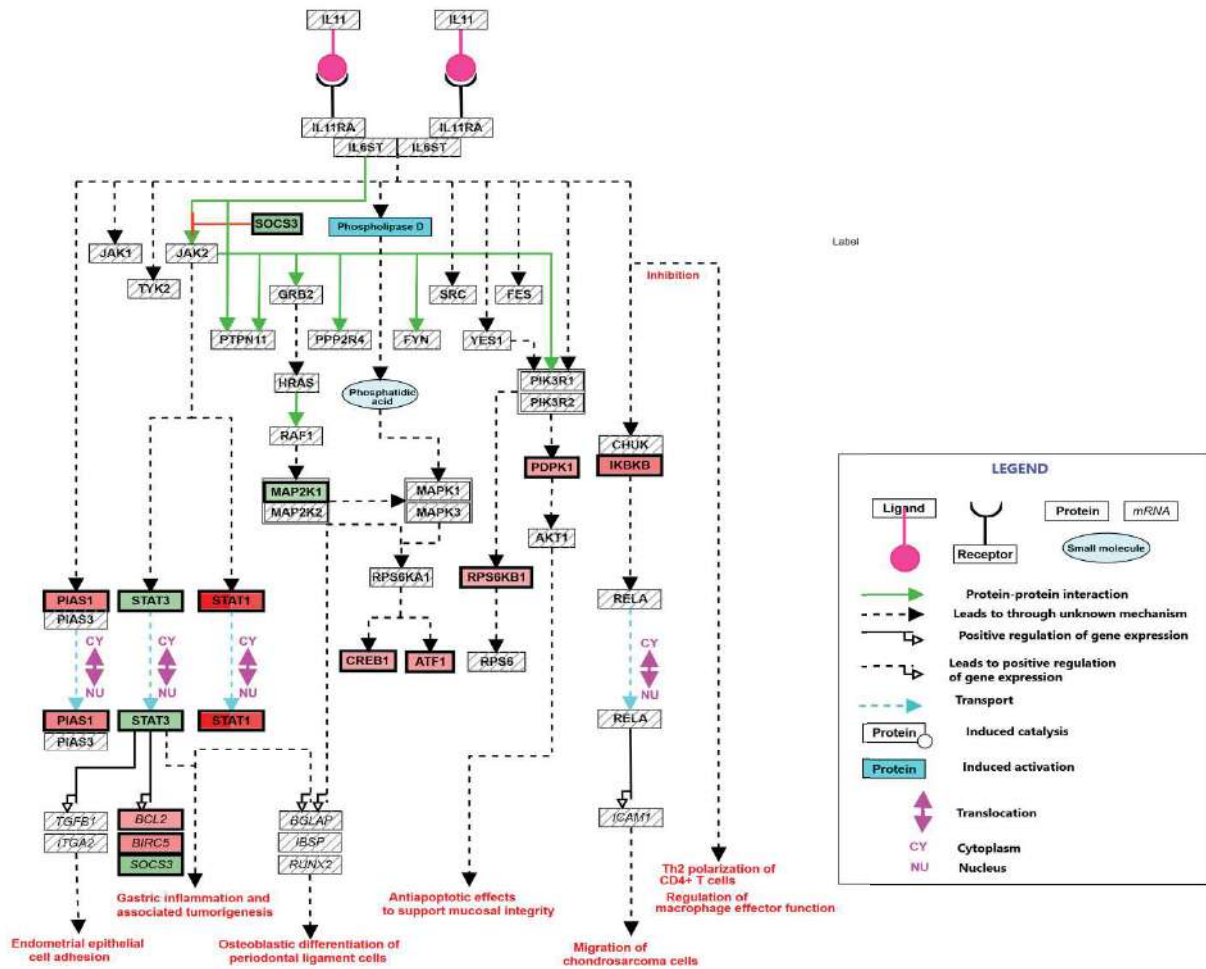 IL11 IL11
IL11RA IL11RA
IL6ST IL6ST
SOCS3 Phospholipase D
Label
JAK1 JAK2
Inhibition
TYK2 GRB2 SRC FES
PTPN11 PPP2R4 FYN YES1
HRAS Phosphatidic PIK3R1
acid PIK3R2
RAF1
CHUK
PDPK1 IKBKB
MAP2K1 MAPK1
MAP2K2 MAPK3
AKT1
RPS6KA1 RPS6KB1
PIAS1 STAT3 STAT1 RELA
PIAS3
CY CY CY CY
CREB1 ATF1 RPS6
NU NU NU NU
PIAS1 STAT3 STAT1 RELA
PIAS3
TGFB1 BCL2 BGLAP ICAM1
ITGA2 BIRC5 IBSP
SOCS3 RUNX2
Th2 polarization of
CD4+ T cells
Regulation of
macrophage effector function
Gastric inflammation and
associated tumorigenesis
Antiapoptotic effects
to support mucosal integrity
Endometrial epithelial
cell adhesion
Osteoblastic differentiation of
periodontal ligament cells
Migration of
chondrosarcoma cells
LEGEND
Ligand Protein mRNA
Receptor Small molecule
Protein-protein interaction
Leads to through unknown mechanism
Positive regulation of gene expression
Leads to positive regulation
of gene expression
Transport
Protein Induced catalysis
Protein Induced activation
Translocation
CY Cytoplasm
NU Nucleus